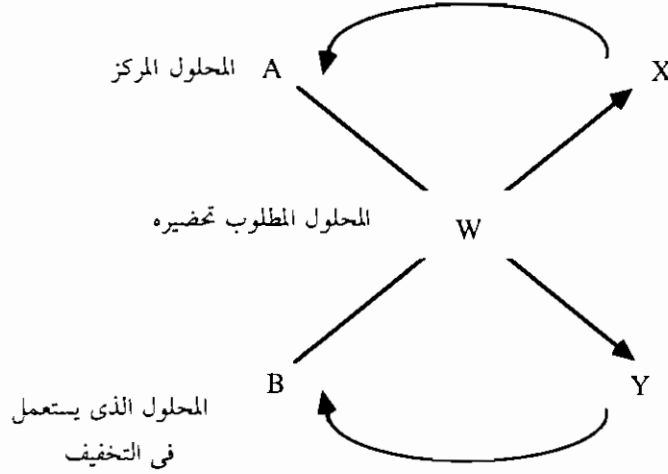 المحلول المركز A X
المحلول المطلوب تحضيره W
B Y
المحلول الذى يستعمل
فى التخفيف